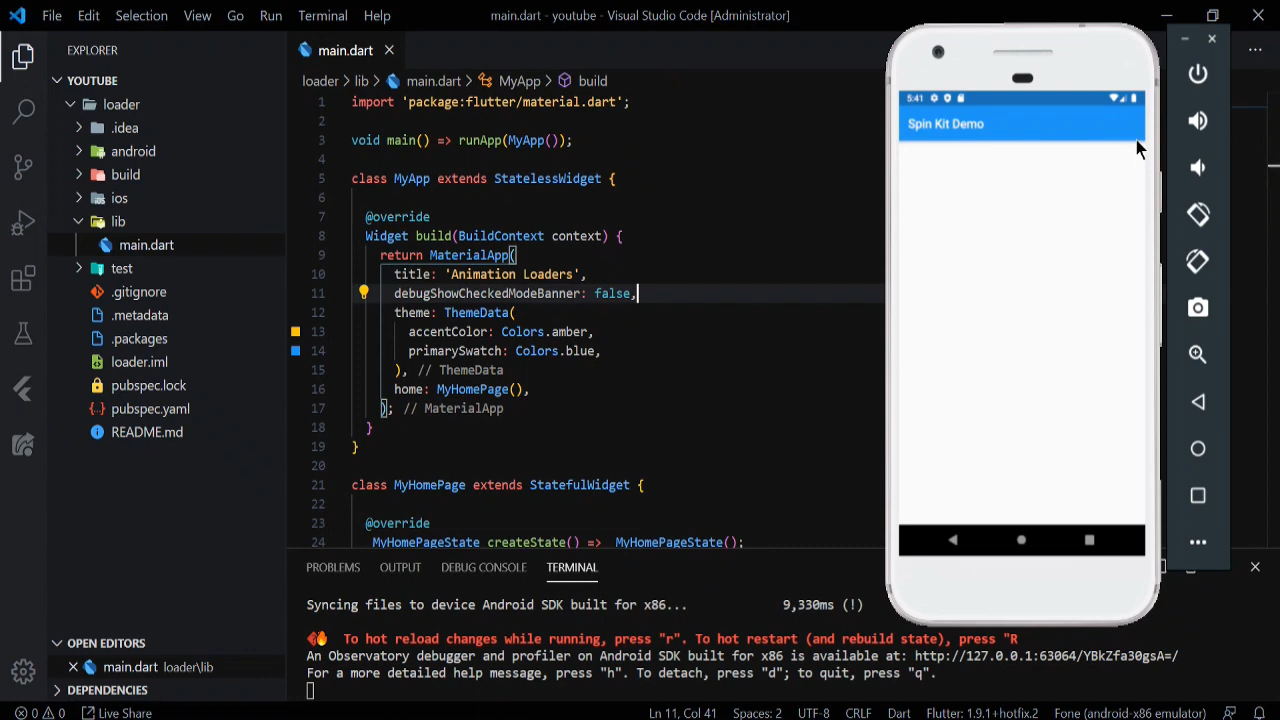 File Edit Selection View Go Run Terminal Help
main.dart - youtube - Visual Studio Code [Administrator]
EXPLORER
YOUTUBE
loader
.idea
android
build
ios
lib
main.dart
test
.gitignore
.metadata
.packages
loader.iml
pubspec.lock
pubspec.yaml
README.md
OPEN EDITORS
main.dart loader\lib
DEPENDENCIES
main.dart
loader > lib > main.dart > MyApp > build
1 import 'package:flutter/material.dart';
2
3 void main() => runApp(MyApp());
4
5 class MyApp extends StatelessWidget {
6
7 @override
8 Widget build(BuildContext context) {
9 return MaterialApp(
10 title: 'Animation Loaders',
11 debugShowCheckedModeBanner: false,
12 theme: ThemeData(
13 accentColor: Colors.amber,
14 primarySwatch: Colors.blue,
15 ), // ThemeData
16 home: MyHomePage(),
17 ); // MaterialApp
18 }
19 }
20
21 class MyHomePage extends StatefulWidget {
22
23 @override
24 _MyHomePageState createState() => _MyHomePageState();
5:41
Spin Kit Demo
PROBLEMS OUTPUT DEBUG CONSOLE TERMINAL
Syncing files to device Android SDK built for x86... 9,330ms (!)
To hot reload changes while running, press "r". To hot restart (and rebuild state), press "R
An Observatory debugger and profiler on Android SDK built for x86 is available at: http://127.0.0.1:63064/YBkZfa30gsA=/
For a more detailed help message, press "h". To detach, press "d"; to quit, press "q".
0 0 Live Share
Ln 11, Col 41 Spaces: 2 UTF-8 CRLF Dart Flutter: 1.9.1+hotfix.2 Fone (android-x86 emulator)